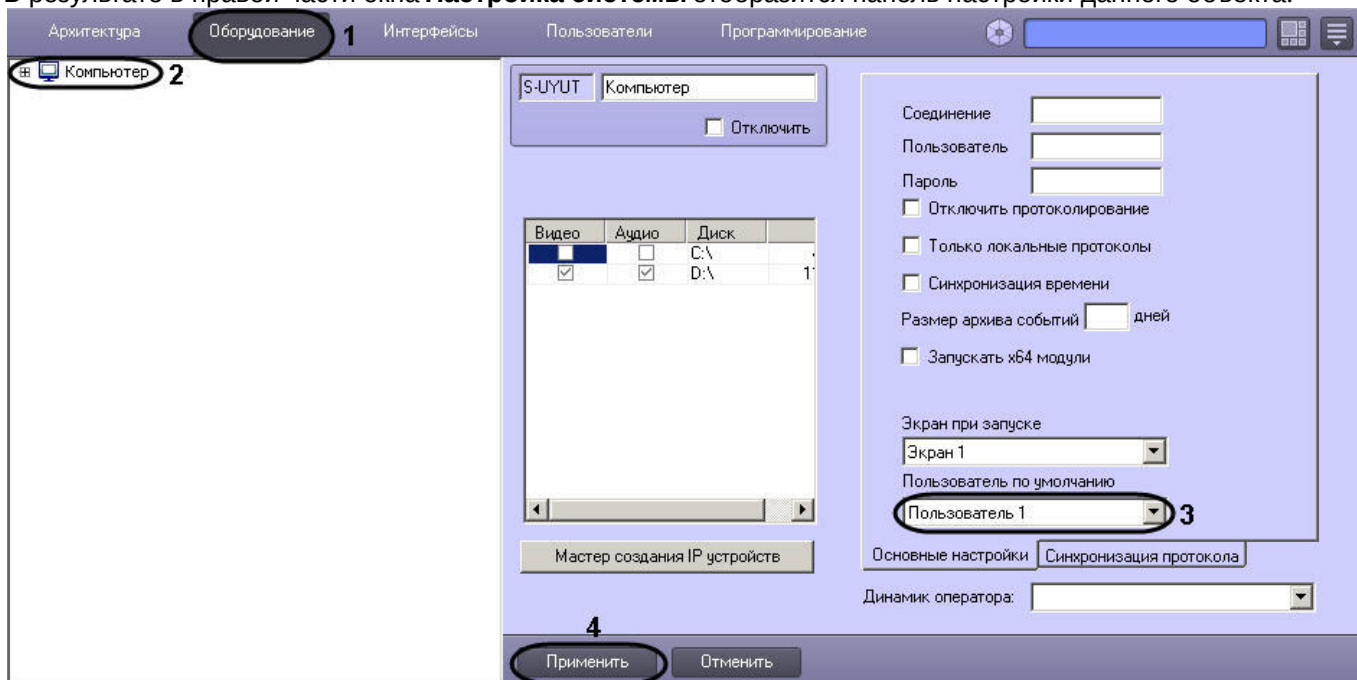 В результате в правой части окна Настройка системы отобразится панель настройки данного объекта.
Архитектура Оборудование 1 Интерфейсы Пользователи Программирование
Компьютер 2
S-UYUT Компьютер
Отключить
Видео Аудио Диск
C:\
D:\ 1
Мастер создания IP устройств
Соединение
Пользователь
Пароль
Отключить протоколирование
Только локальные протоколы
Синхронизация времени
Размер архива событий дней
Запускать x64 модули
Экран при запуске
Экран 1
Пользователь по умолчанию
Пользователь 1 3
Основные настройки Синхронизация протокола
Динамик оператора:
4
Применить Отменить